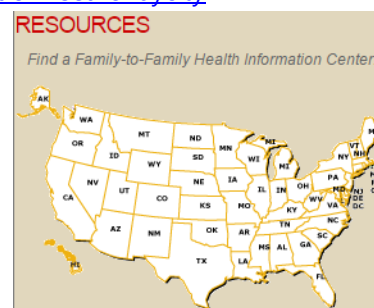 RESOURCES
Find a Family-to-Family Health Information Center
AK
WA
MT
ND
MN
MI
VT
NH
OR
ID
WY
SD
WI
MI
NY
NV
UT
CO
NE
IA
IL
IN
OH
PA
MD
NJ
DE
DC
CA
KS
MO
KY
WV
VA
AZ
NM
OK
AR
TN
NC
SC
TX
LA
MS
AL
GA
FL
HI